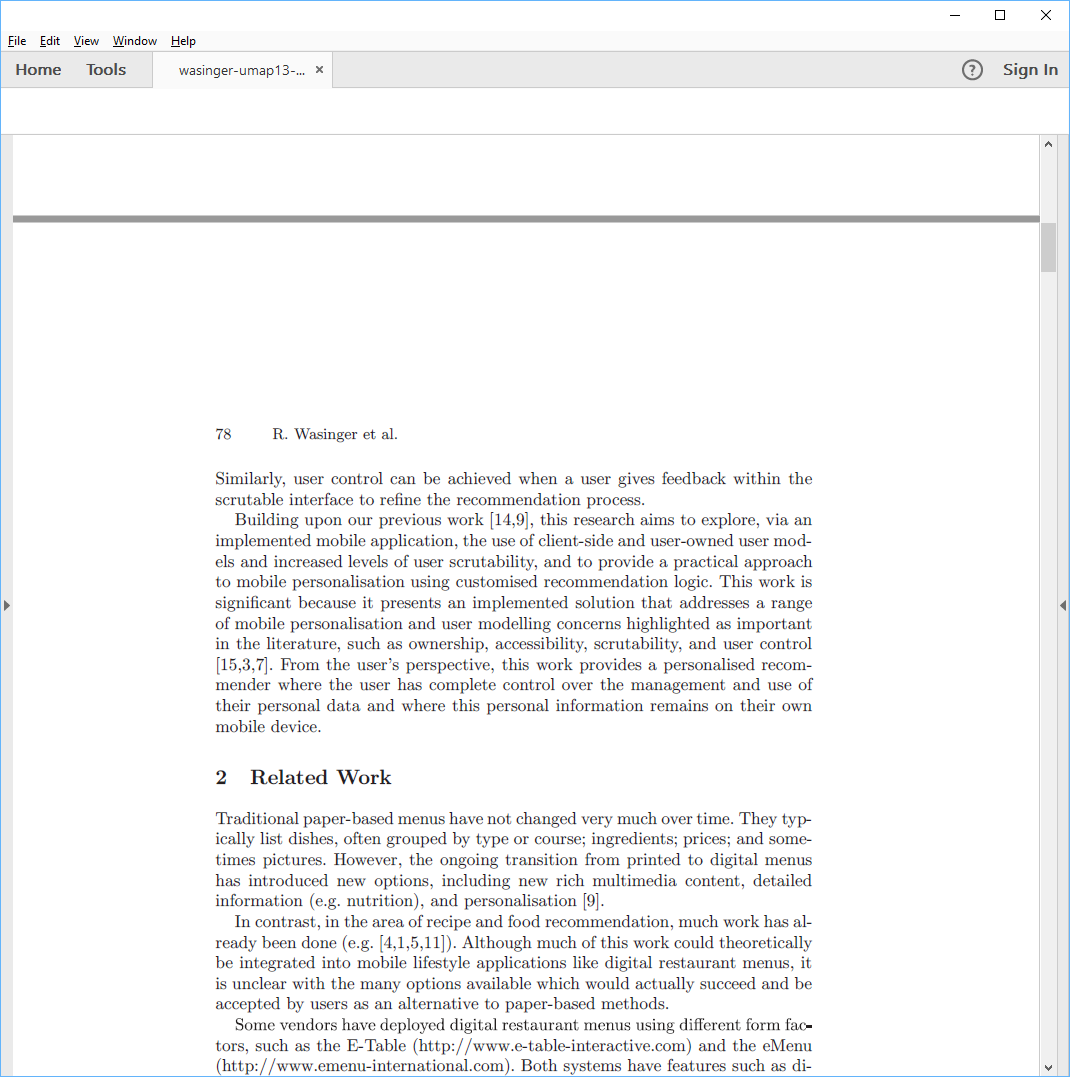 File Edit View Window Help
Home Tools wasinger-umap13-... × ? Sign In
78 R. Wasinger et al.
Similarly, user control can be achieved when a user gives feedback within the
scrutable interface to refine the recommendation process.
Building upon our previous work [14,9], this research aims to explore, via an
implemented mobile application, the use of client-side and user-owned user mod-
els and increased levels of user scrutability, and to provide a practical approach
to mobile personalisation using customised recommendation logic. This work is
significant because it presents an implemented solution that addresses a range
of mobile personalisation and user modelling concerns highlighted as important
in the literature, such as ownership, accessibility, scrutability, and user control
[15,3,7]. From the user's perspective, this work provides a personalised recom-
mender where the user has complete control over the management and use of
their personal data and where this personal information remains on their own
mobile device.
2 Related Work
Traditional paper-based menus have not changed very much over time. They typ-
ically list dishes, often grouped by type or course; ingredients; prices; and some-
times pictures. However, the ongoing transition from printed to digital menus
has introduced new options, including new rich multimedia content, detailed
information (e.g. nutrition), and personalisation [9].
In contrast, in the area of recipe and food recommendation, much work has al-
ready been done (e.g. [4,1,5,11]). Although much of this work could theoretically
be integrated into mobile lifestyle applications like digital restaurant menus, it
is unclear with the many options available which would actually succeed and be
accepted by users as an alternative to paper-based methods.
Some vendors have deployed digital restaurant menus using different form fac-
tors, such as the E-Table (http://www.e-table-interactive.com) and the eMenu
(http://www.emenu-international.com). Both systems have features such as di-